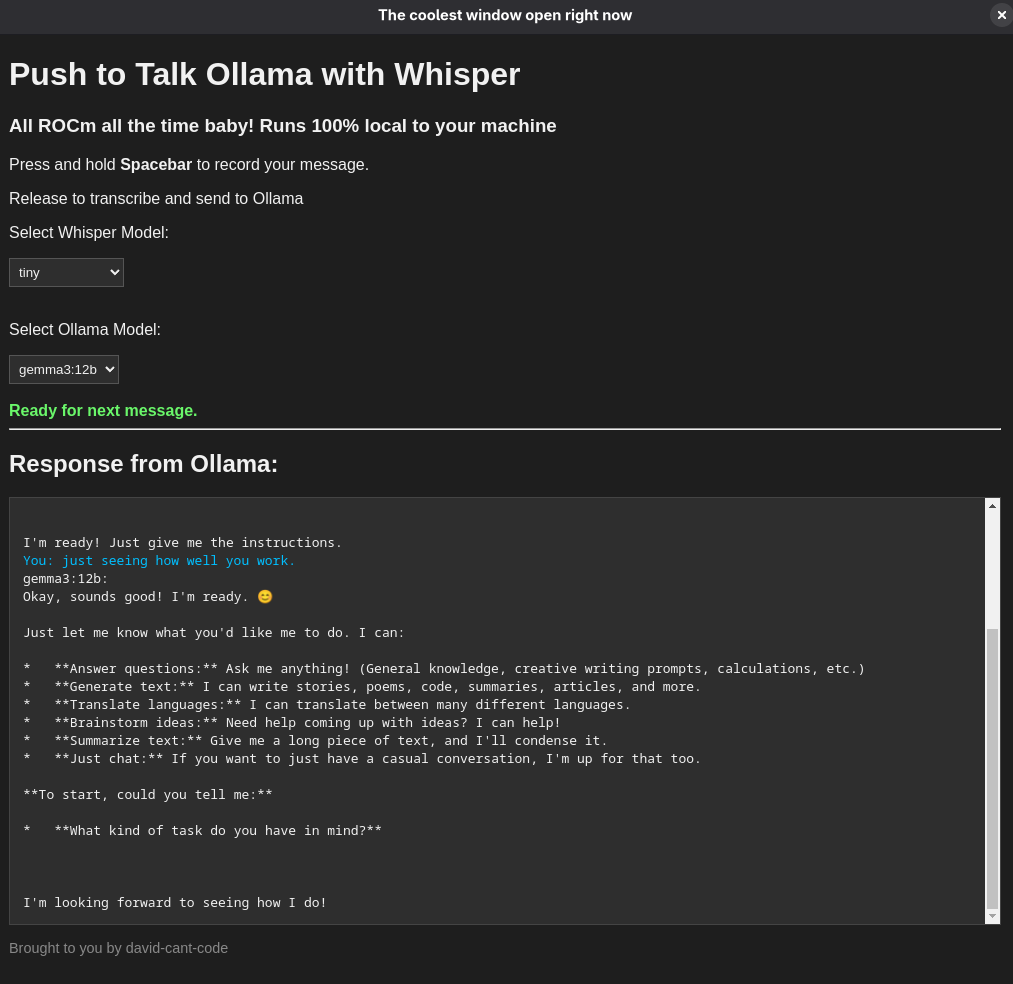 The coolest window open right now
Push to Talk Ollama with Whisper
All ROCm all the time baby! Runs 100% local to your machine
Press and hold Spacebar to record your message.
Release to transcribe and send to Ollama
Select Whisper Model:
tiny
Select Ollama Model:
gemma3:12b
Ready for next message.
Response from Ollama:
I'm ready! Just give me the instructions.
You: just seeing how well you work.
gemma3:12b:
Okay, sounds good! I'm ready. 😊
Just let me know what you'd like me to do. I can:
*   **Answer questions:** Ask me anything! (General knowledge, creative writing prompts, calculations, etc.)
*   **Generate text:** I can write stories, poems, code, summaries, articles, and more.
*   **Translate languages:** I can translate between many different languages.
*   **Brainstorm ideas:** Need help coming up with ideas? I can help!
*   **Summarize text:** Give me a long piece of text, and I'll condense it.
*   **Just chat:** If you want to just have a casual conversation, I'm up for that too.
**To start, could you tell me:**
*   **What kind of task do you have in mind?**
I'm looking forward to seeing how I do!
Brought to you by david-cant-code